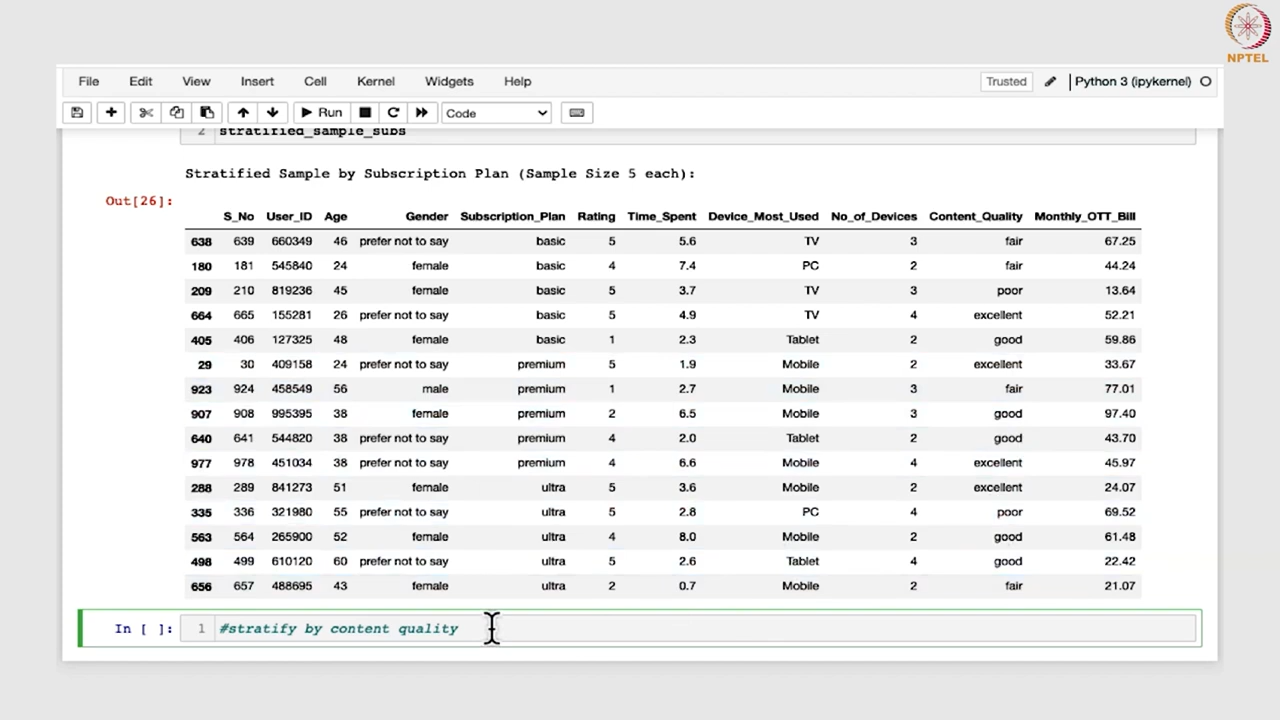 NPTEL
File Edit View Insert Cell Kernel Widgets Help Trusted Python 3 (ipykernel)
Run Code
2 stratified_sample_subs
Stratified Sample by Subscription Plan (Sample Size 5 each):
Out[26]:
S_No User_ID Age Gender Subscription_Plan Rating Time_Spent Device_Most_Used No_of_Devices Content_Quality Monthly_OTT_Bill
638 639 660349 46 prefer not to say basic 5 5.6 TV 3 fair 67.25
180 181 545840 24 female basic 4 7.4 PC 2 fair 44.24
209 210 819236 45 female basic 5 3.7 TV 3 poor 13.64
664 665 155281 26 prefer not to say basic 5 4.9 TV 4 excellent 52.21
405 406 127325 48 female basic 1 2.3 Tablet 2 good 59.86
29 30 409158 24 prefer not to say premium 5 1.9 Mobile 2 excellent 33.67
923 924 458549 56 male premium 1 2.7 Mobile 3 fair 77.01
907 908 995395 38 female premium 2 6.5 Mobile 3 good 97.40
640 641 544820 38 prefer not to say premium 4 2.0 Tablet 2 good 43.70
977 978 451034 38 prefer not to say premium 4 6.6 Mobile 4 excellent 45.97
288 289 841273 51 female ultra 5 3.6 Mobile 2 excellent 24.07
335 336 321980 55 prefer not to say ultra 5 2.8 PC 4 poor 69.52
563 564 265900 52 female ultra 4 8.0 Mobile 2 good 61.48
498 499 610120 60 prefer not to say ultra 5 2.6 Tablet 4 good 22.42
656 657 488695 43 female ultra 2 0.7 Mobile 2 fair 21.07
In [ ]: 1 #stratify by content quality